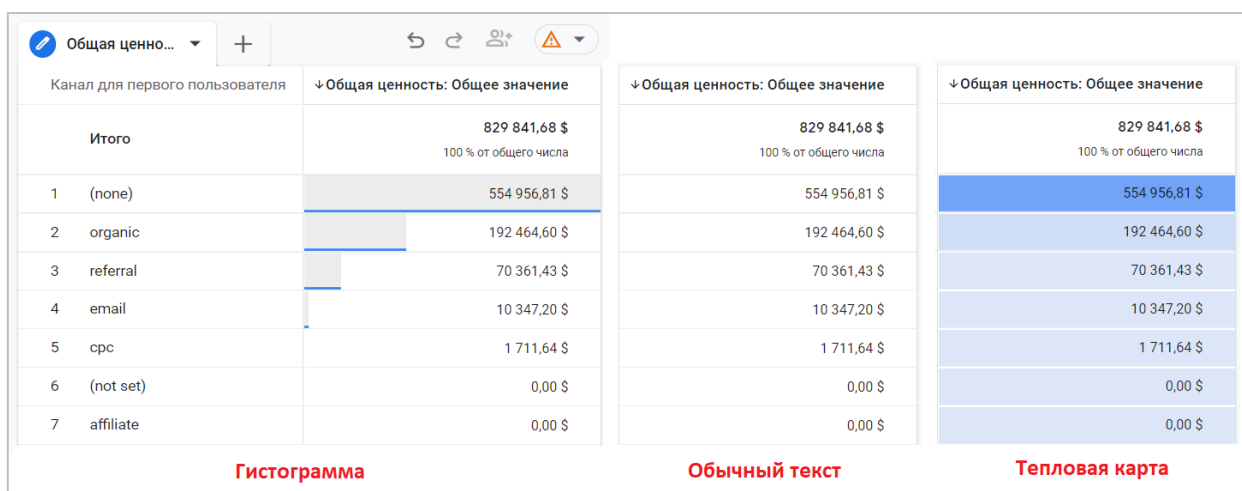 Общая ценно...
Канал для первого пользователя ↓Общая ценность: Общее значение ↓Общая ценность: Общее значение ↓Общая ценность: Общее значение
Итого 829 841,68 $ 829 841,68 $ 829 841,68 $
100 % от общего числа 100 % от общего числа 100 % от общего числа
1 (none) 554 956,81 $ 554 956,81 $ 554 956,81 $
2 organic 192 464,60 $ 192 464,60 $ 192 464,60 $
3 referral 70 361,43 $ 70 361,43 $ 70 361,43 $
4 email 10 347,20 $ 10 347,20 $ 10 347,20 $
5 cpc 1 711,64 $ 1 711,64 $ 1 711,64 $
6 (not set) 0,00 $ 0,00 $ 0,00 $
7 affiliate 0,00 $ 0,00 $ 0,00 $
Гистограмма Обычный текст Тепловая карта